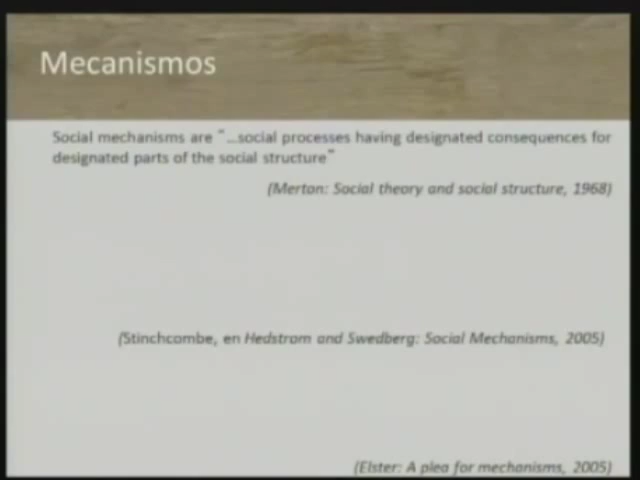 Mecanismos
Social mechanisms are "...social processes having designated consequences for
designated parts of the social structure"
(Merton: Social theory and social structure, 1968)
(Stinchcombe, en Hedstrom and Swedberg: Social Mechanisms, 2005)
(Elster: A plea for mechanisms, 2005)